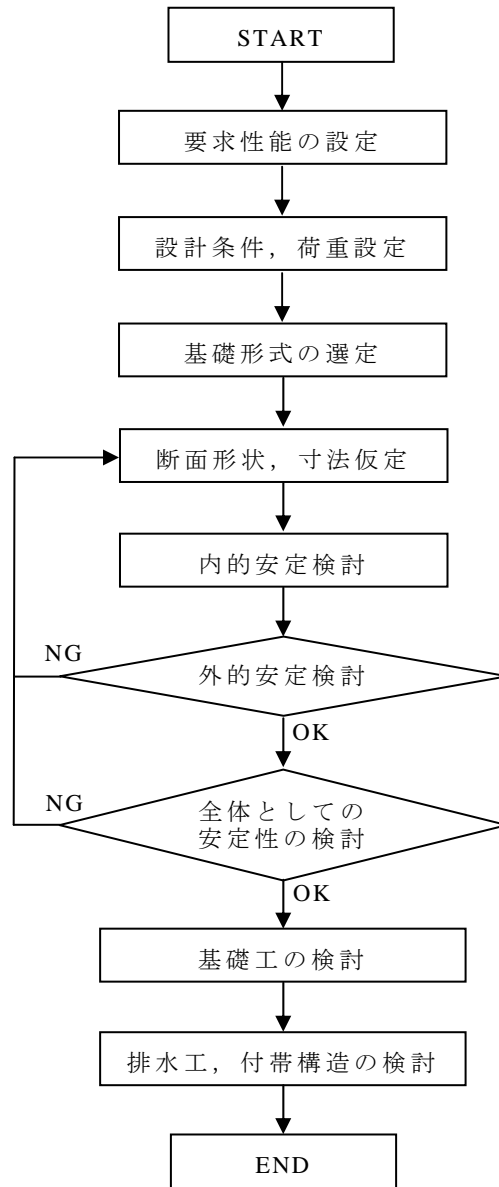 START
要求性能の設定
設計条件，荷重設定
基礎形式の選定
断面形状，寸法仮定
内的安定検討
NG
外的安定検討
OK
NG
全体としての
安定性の検討
OK
基礎工の検討
排水工，付帯構造の検討
END